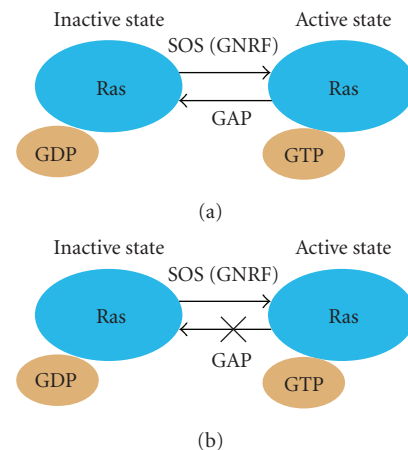 Inactive state Active state
SOS (GNRF)
Ras Ras
GAP
GDP GTP
(a)
Inactive state Active state
SOS (GNRF)
Ras Ras
GAP
GDP GTP
(b)